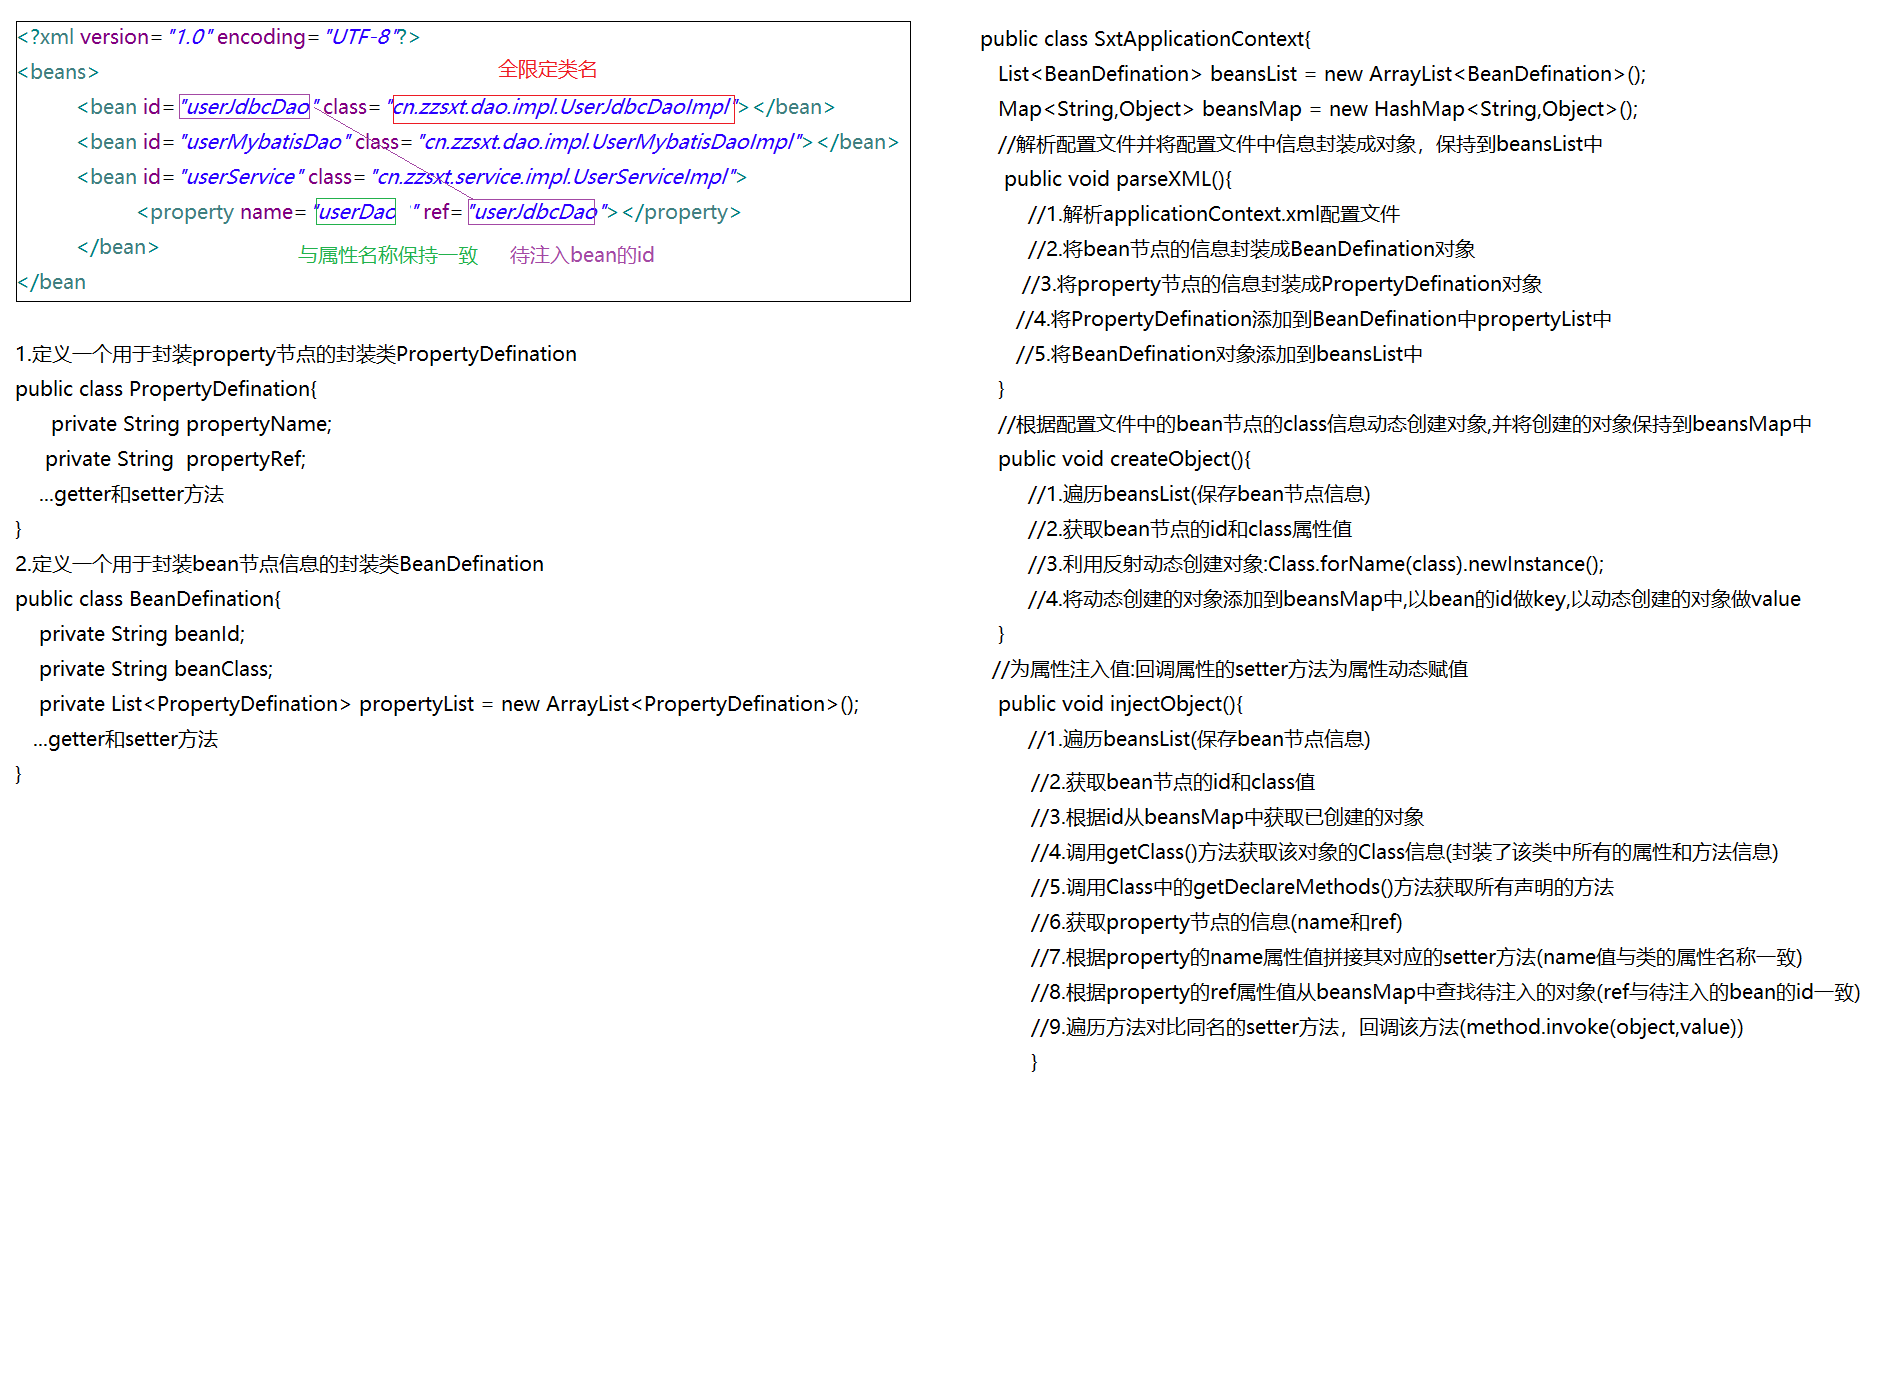 <?xml version="1.0" encoding="UTF-8"?>
<beans>
全限定类名
<bean id="userJdbcDao" class="cn.zzsxt.dao.impl.UserJdbcDaoImpl"></bean>
<bean id="userMybatisDao" class="cn.zzsxt.dao.impl.UserMybatisDaoImpl"></bean>
<bean id="userService" class="cn.zzsxt.service.impl.UserServiceImpl">
<property name="userDao " ref="userJdbcDao"></property>
</bean>
与属性名称保持一致 待注入bean的id
</bean
1.定义一个用于封装property节点的封装类PropertyDefination
public class PropertyDefination{
private String propertyName;
private String propertyRef;
...getter和setter方法
}
2.定义一个用于封装bean节点信息的封装类BeanDefination
public class BeanDefination{
private String beanId;
private String beanClass;
private List<PropertyDefination> propertyList = new ArrayList<PropertyDefination>();
...getter和setter方法
}
public class SxtApplicationContext{
List<BeanDefination> beansList = new ArrayList<BeanDefination>();
Map<String,Object> beansMap = new HashMap<String,Object>();
//解析配置文件并将配置文件中信息封装成对象，保持到beansList中
public void parseXML(){
//1.解析applicationContext.xml配置文件
//2.将bean节点的信息封装成BeanDefination对象
//3.将property节点的信息封装成PropertyDefination对象
//4.将PropertyDefination添加到BeanDefination中propertyList中
//5.将BeanDefination对象添加到beansList中
}
//根据配置文件中的bean节点的class信息动态创建对象,并将创建的对象保持到beansMap中
public void createObject(){
//1.遍历beansList(保存bean节点信息)
//2.获取bean节点的id和class属性值
//3.利用反射动态创建对象:Class.forName(class).newInstance();
//4.将动态创建的对象添加到beansMap中,以bean的id做key,以动态创建的对象做value
}
//为属性注入值:回调属性的setter方法为属性动态赋值
public void injectObject(){
//1.遍历beansList(保存bean节点信息)
//2.获取bean节点的id和class值
//3.根据id从beansMap中获取已创建的对象
//4.调用getClass()方法获取该对象的Class信息(封装了该类中所有的属性和方法信息)
//5.调用Class中的getDeclareMethods()方法获取所有声明的方法
//6.获取property节点的信息(name和ref)
//7.根据property的name属性值拼接其对应的setter方法(name值与类的属性名称一致)
//8.根据property的ref属性值从beansMap中查找待注入的对象(ref与待注入的bean的id一致)
//9.遍历方法对比同名的setter方法，回调该方法(method.invoke(object,value))
}